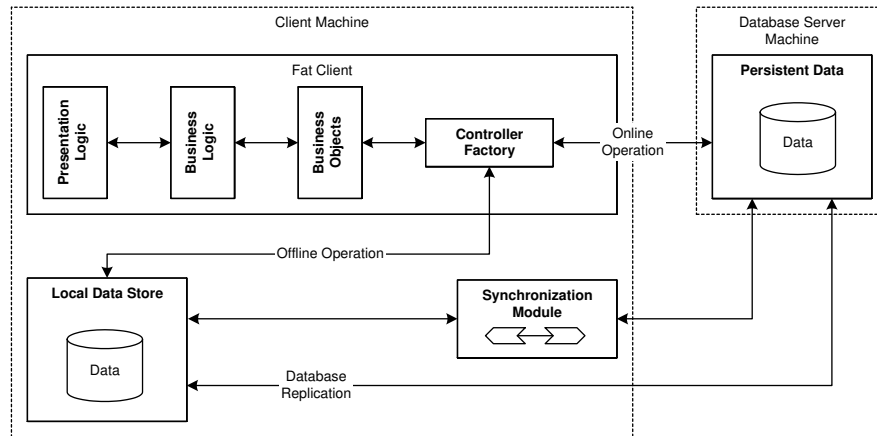 Client Machine
Database Server
Machine
Fat Client
Presentation
Logic
Business
Logic
Business
Objects
Controller
Factory
Online
Operation
Persistent Data
Data
Offline Operation
Local Data Store
Data
Synchronization
Module
Database
Replication